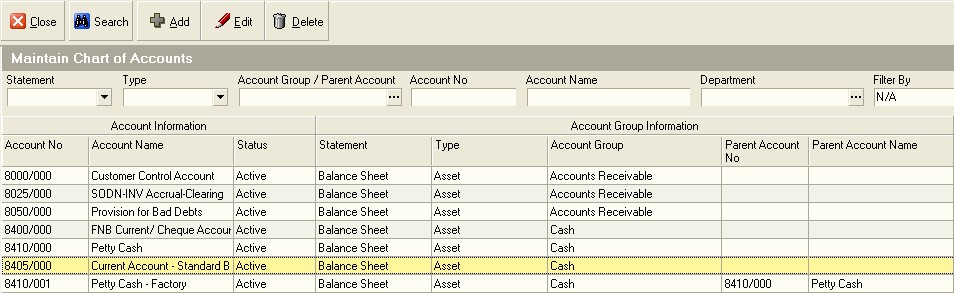 Close Search Add Edit Delete
Maintain Chart of Accounts
Statement Type Account Group / Parent Account Account No Account Name Department Filter By
N/A
Account Information Account Group Information
Account No Account Name Status Statement Type Account Group Parent Account No Parent Account Name
8000/000 Customer Control Account Active Balance Sheet Asset Accounts Receivable
8025/000 SODN-INV Accrual-Clearing Active Balance Sheet Asset Accounts Receivable
8050/000 Provision for Bad Debts Active Balance Sheet Asset Accounts Receivable
8400/000 FNB Current/ Cheque Accour Active Balance Sheet Asset Cash
8410/000 Petty Cash Active Balance Sheet Asset Cash
8405/000 Current Account - Standard B Active Balance Sheet Asset Cash
8410/001 Petty Cash - Factory Active Balance Sheet Asset Cash 8410/000 Petty Cash